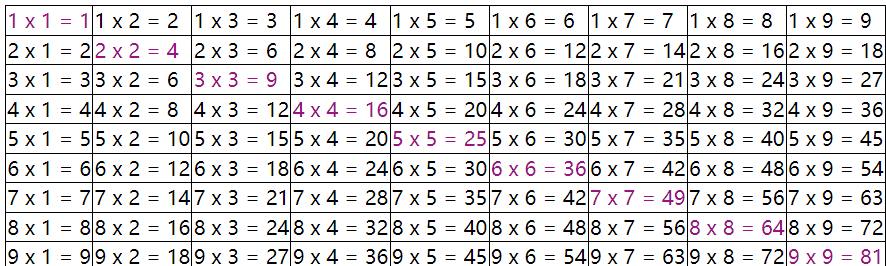 1 x 1 = 1 1 x 2 = 2 1 x 3 = 3 1 x 4 = 4 1 x 5 = 5 1 x 6 = 6 1 x 7 = 7 1 x 8 = 8 1 x 9 = 9
2 x 1 = 2 2 x 2 = 4 2 x 3 = 6 2 x 4 = 8 2 x 5 = 10 2 x 6 = 12 2 x 7 = 14 2 x 8 = 16 2 x 9 = 18
3 x 1 = 3 3 x 2 = 6 3 x 3 = 9 3 x 4 = 12 3 x 5 = 15 3 x 6 = 18 3 x 7 = 21 3 x 8 = 24 3 x 9 = 27
4 x 1 = 4 4 x 2 = 8 4 x 3 = 12 4 x 4 = 16 4 x 5 = 20 4 x 6 = 24 4 x 7 = 28 4 x 8 = 32 4 x 9 = 36
5 x 1 = 5 5 x 2 = 10 5 x 3 = 15 5 x 4 = 20 5 x 5 = 25 5 x 6 = 30 5 x 7 = 35 5 x 8 = 40 5 x 9 = 45
6 x 1 = 6 6 x 2 = 12 6 x 3 = 18 6 x 4 = 24 6 x 5 = 30 6 x 6 = 36 6 x 7 = 42 6 x 8 = 48 6 x 9 = 54
7 x 1 = 7 7 x 2 = 14 7 x 3 = 21 7 x 4 = 28 7 x 5 = 35 7 x 6 = 42 7 x 7 = 49 7 x 8 = 56 7 x 9 = 63
8 x 1 = 8 8 x 2 = 16 8 x 3 = 24 8 x 4 = 32 8 x 5 = 40 8 x 6 = 48 8 x 7 = 56 8 x 8 = 64 8 x 9 = 72
9 x 1 = 9 9 x 2 = 18 9 x 3 = 27 9 x 4 = 36 9 x 5 = 45 9 x 6 = 54 9 x 7 = 63 9 x 8 = 72 9 x 9 = 81